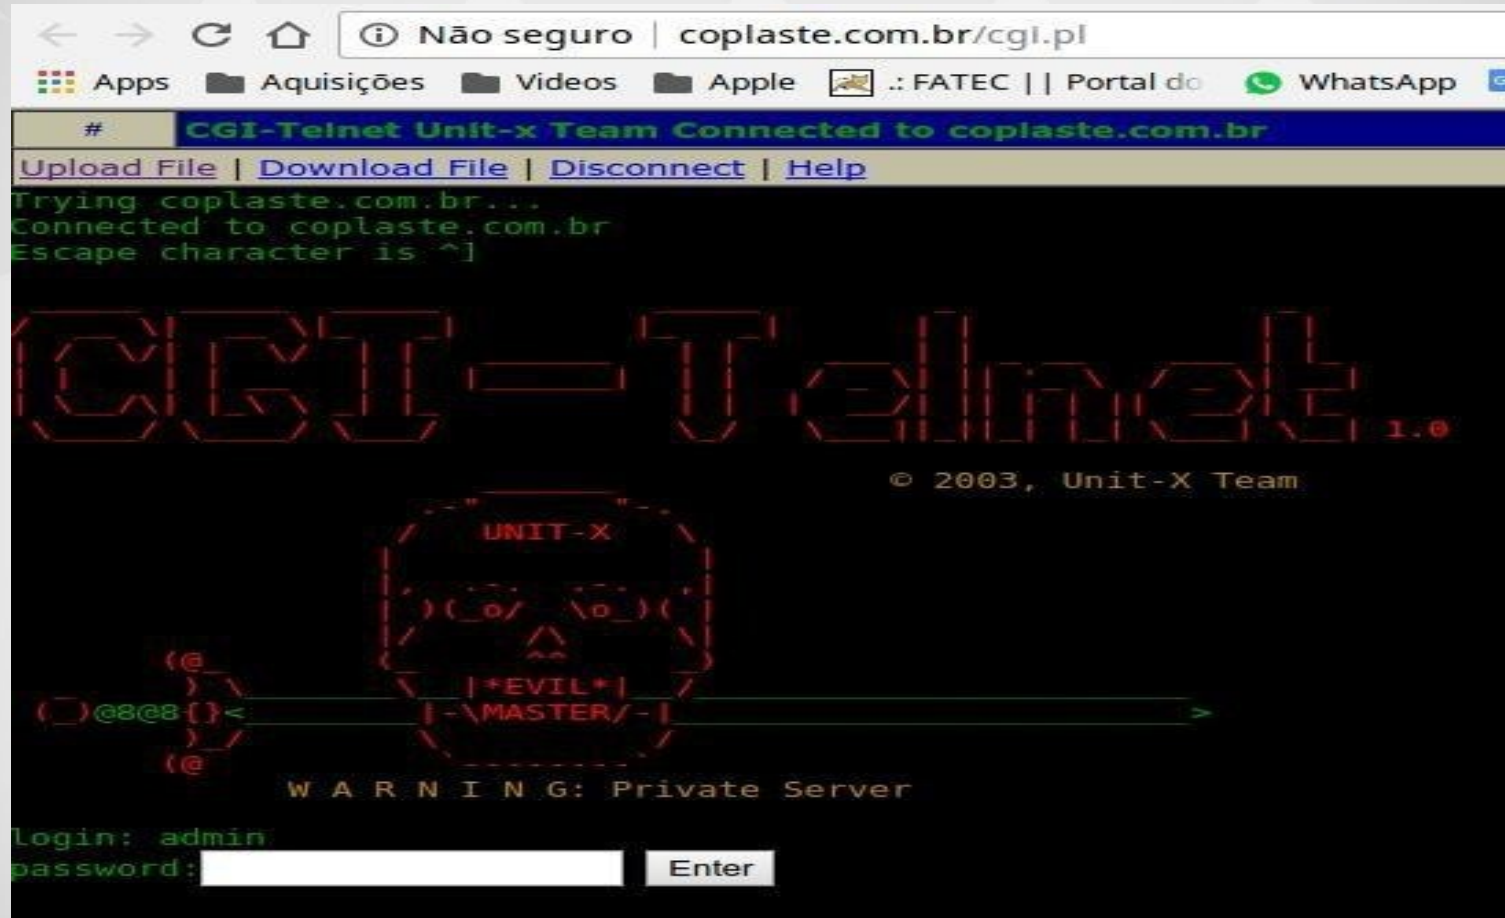 Não seguro | coplaste.com.br/cgi.pl
Apps Aquisições Videos Apple .: FATEC || Portal do WhatsApp
# CGI-Telnet Unit-x Team Connected to coplaste.com.br
Upload File | Download File | Disconnect | Help
Trying coplaste.com.br...
Connected to coplaste.com.br
Escape character is ^]
CGI-Telnet 1.0
© 2003, Unit-X Team
UNIT-X
*EVIL*
MASTER
W A R N I N G: Private Server
login: admin
password: Enter